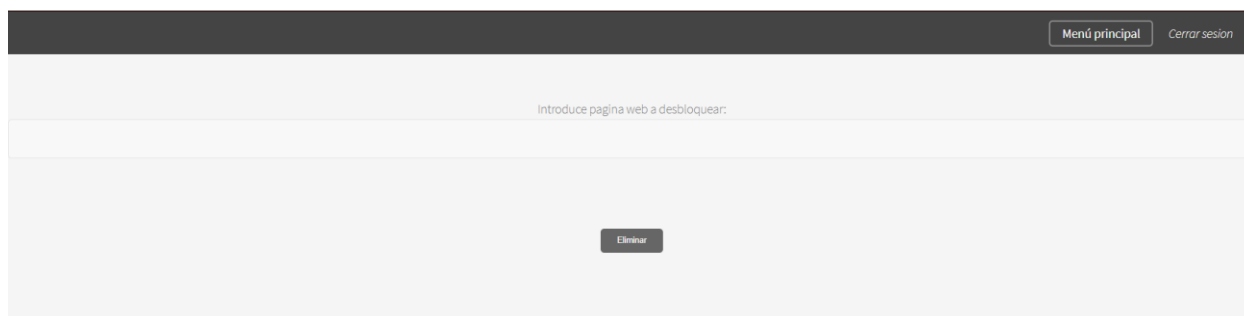 Menú principal Cerrar sesion
Introduce pagina web a desbloquear:
Eliminar